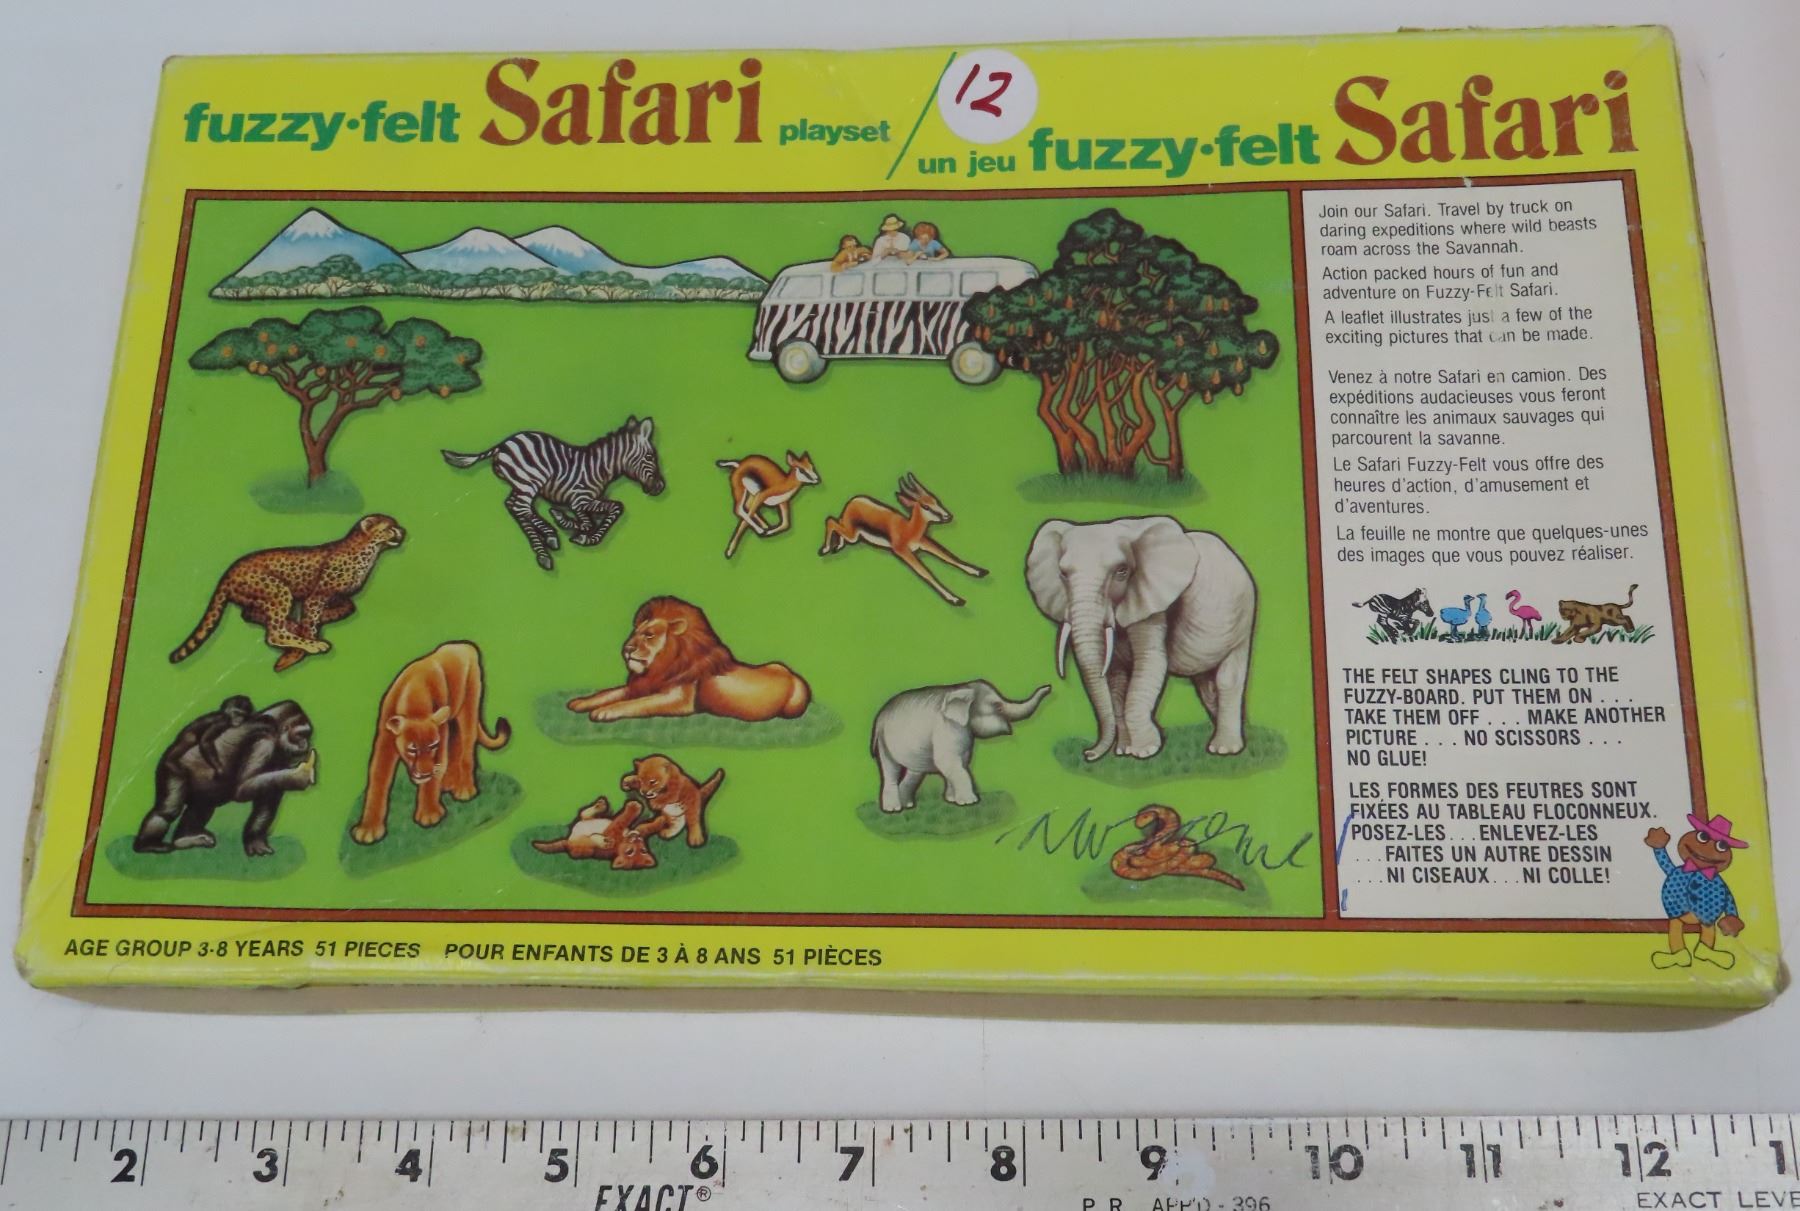 fuzzy·felt Safari playset
12
un jeu fuzzy·felt Safari
Join our Safari. Travel by truck on
daring expeditions where wild beasts
roam across the Savannah.
Action packed hours of fun and
adventure on Fuzzy-Felt Safari.
A leaflet illustrates just a few of the
exciting pictures that can be made.
Venez à notre Safari en camion. Des
expéditions audacieuses vous feront
connaître les animaux sauvages qui
parcourent la savanne.
Le Safari Fuzzy-Felt vous offre des
heures d'action, d'amusement et
d'aventures.
La feuille ne montre que quelques-unes
des images que vous pouvez réaliser.
THE FELT SHAPES CLING TO THE
FUZZY-BOARD. PUT THEM ON . . .
TAKE THEM OFF . . . MAKE ANOTHER
PICTURE . . . NO SCISSORS . . .
NO GLUE!
LES FORMES DES FEUTRES SONT
FIXÉES AU TABLEAU FLOCONNEUX.
POSEZ-LES . . . ENLEVEZ-LES
. . . FAITES UN AUTRE DESSIN
. . . NI CISEAUX . . . NI COLLE!
AGE GROUP 3-8 YEARS 51 PIECES POUR ENFANTS DE 3 À 8 ANS 51 PIÈCES
2 3 4 5 6 7 8 9 10 11 12 1
EXACT® P.R. APP'D - 396 EXACT LEVE